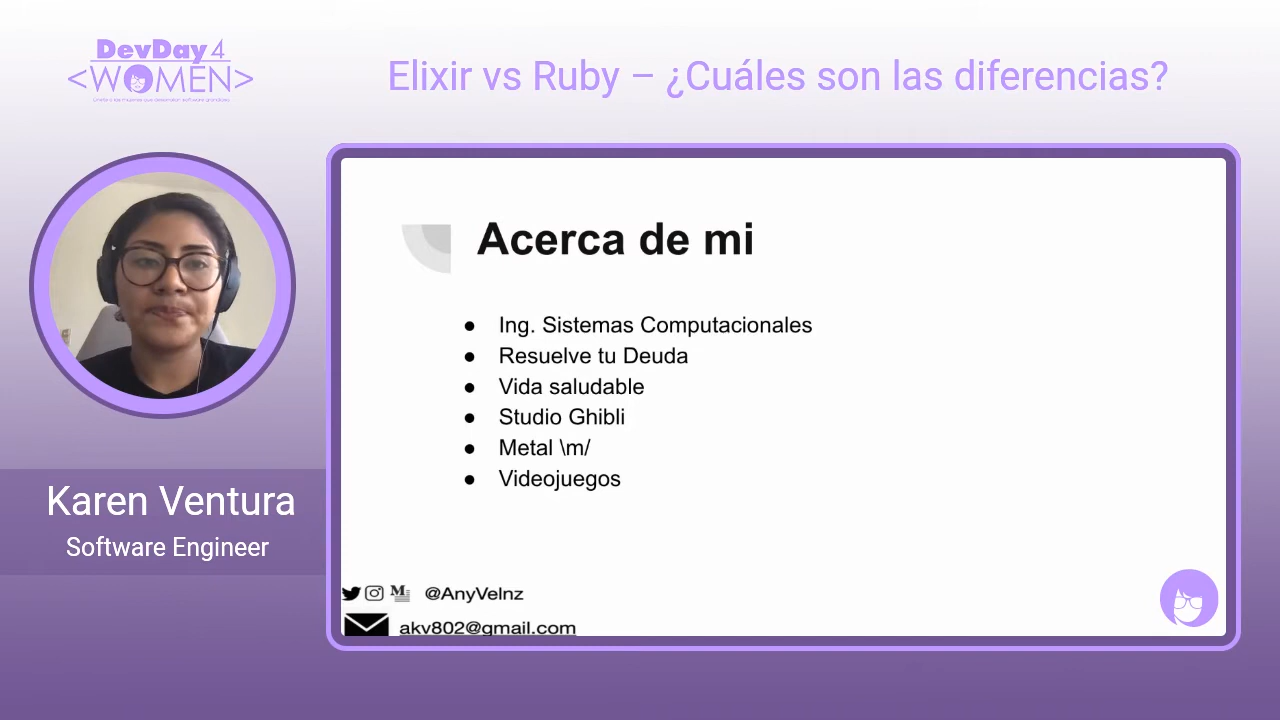 DevDay4
<WOMEN>
Elixir vs Ruby – ¿Cuáles son las diferencias?
Acerca de mi
● Ing. Sistemas Computacionales
● Resuelve tu Deuda
● Vida saludable
● Studio Ghibli
● Metal \m/
● Videojuegos
Karen Ventura
Software Engineer
M @AnyVelnz
akv802@gmail.com